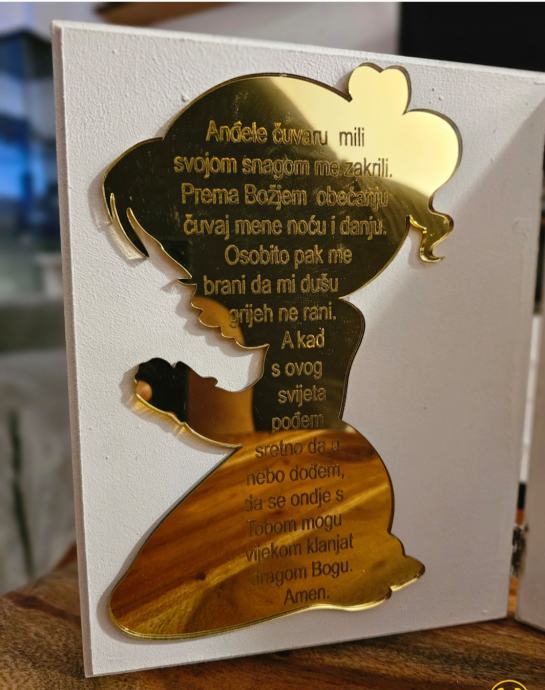 Anđele čuvaru mili
svojom snagom me zakrili.
Prema Božjem obećanju
čuvaj mene noću i danju.
Osobito pak me
brani da mi dušu
grijeh ne rani.
A kad
s ovog
svijeta
pođem
sretno da u
nebo dođem,
da se ondje s
Tobom mogu
vijekom klanjat
dragom Bogu.
Amen.